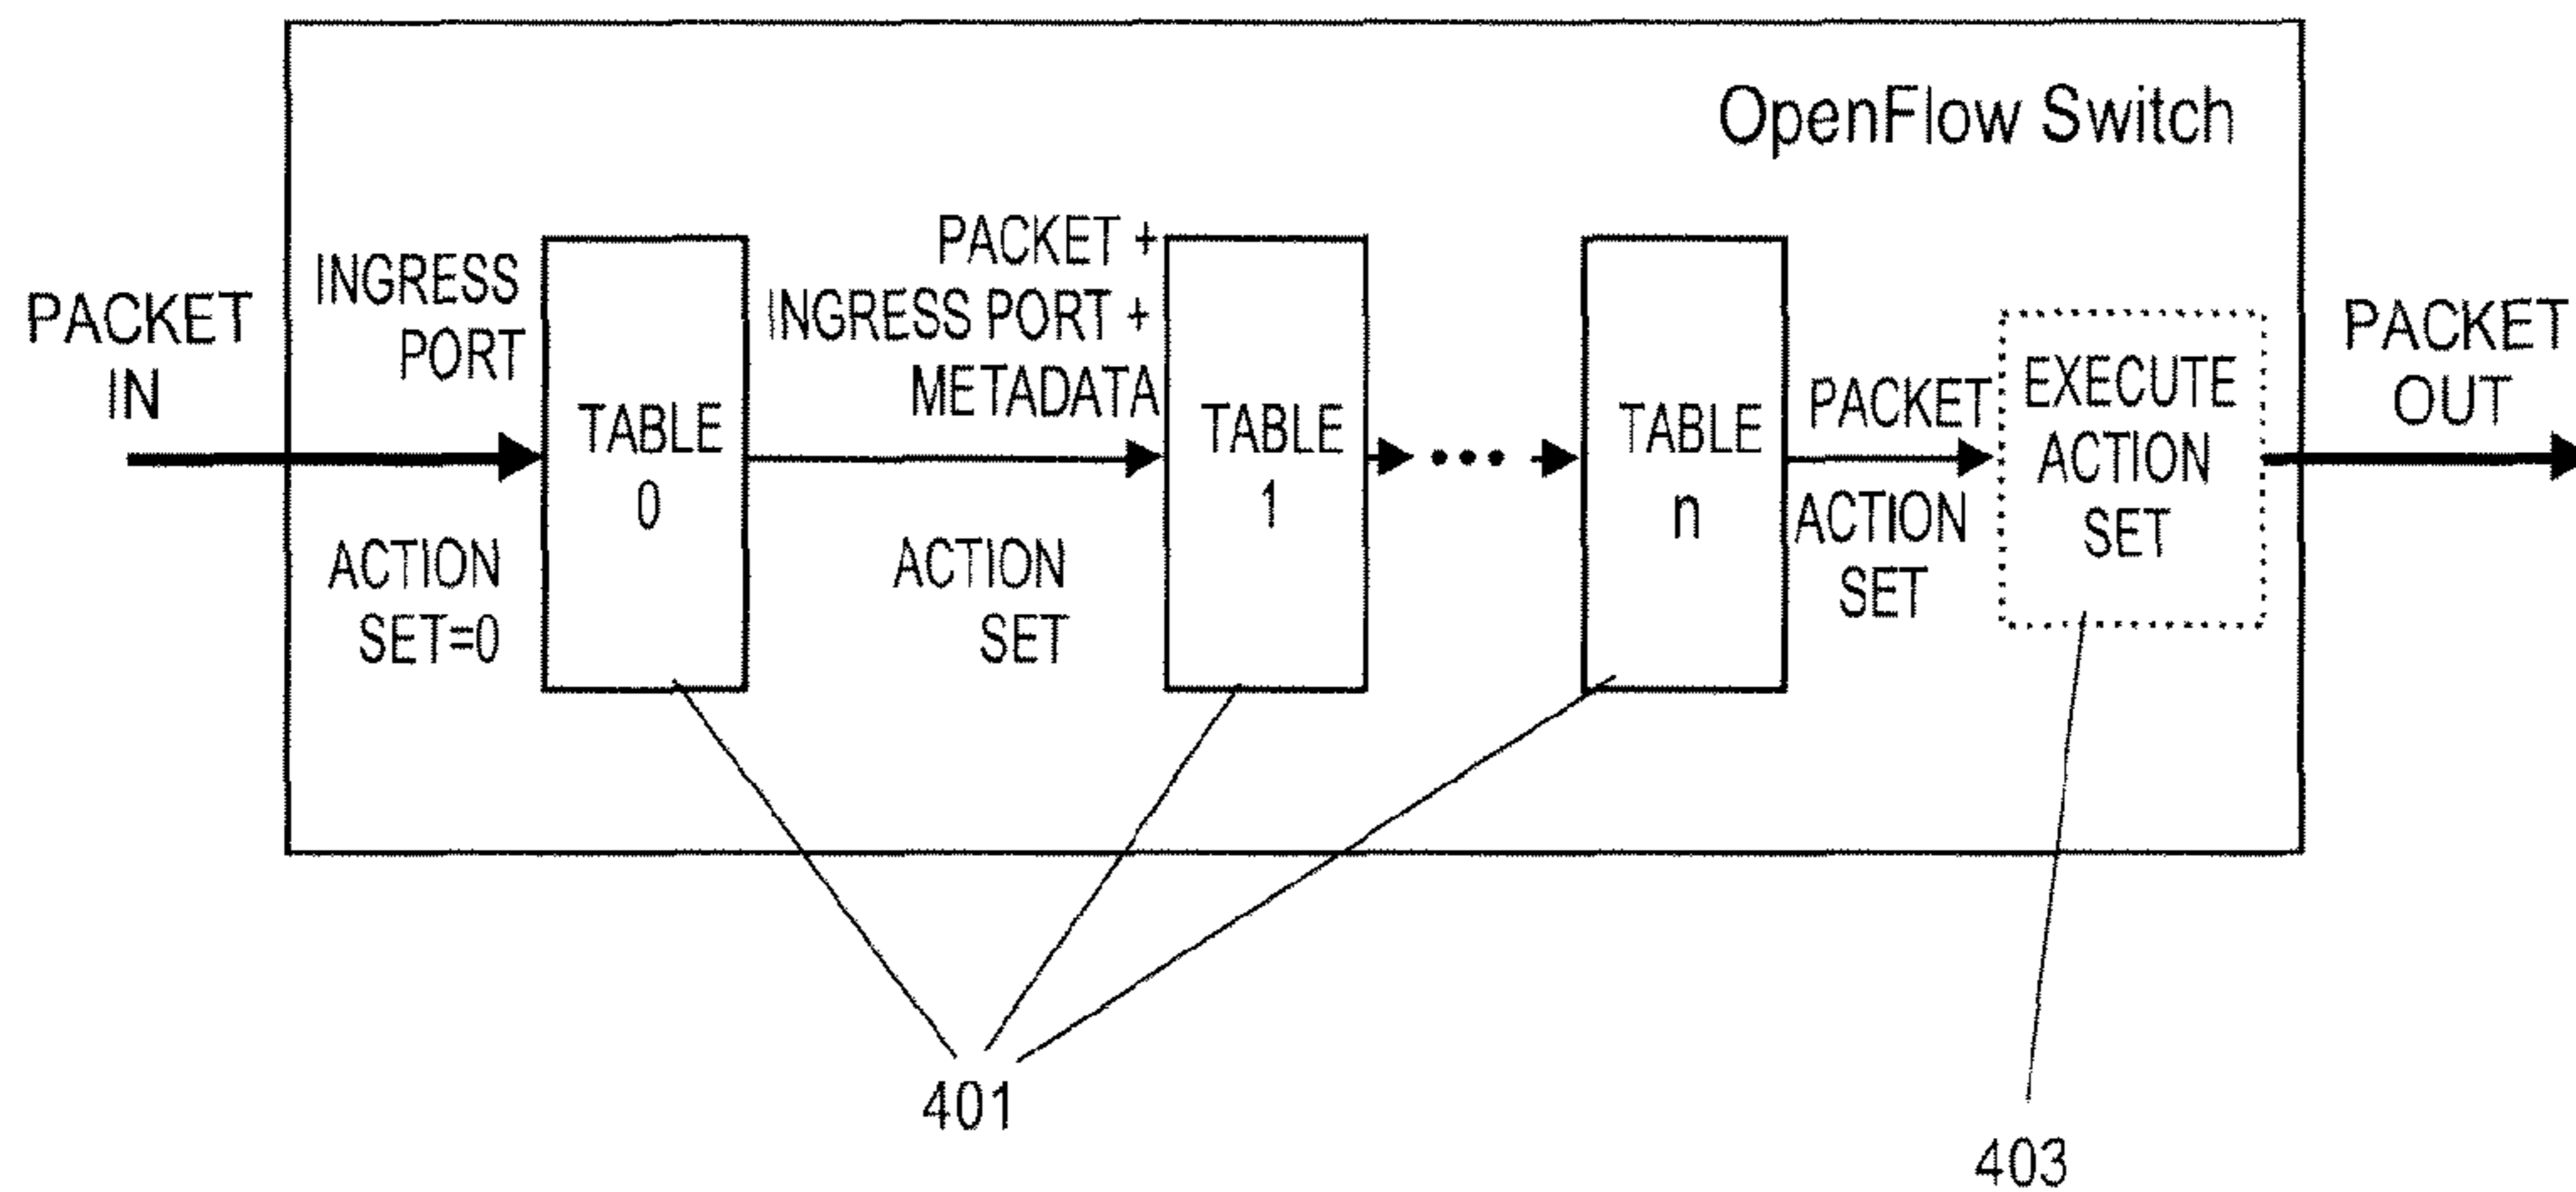 OpenFlow Switch
PACKET
IN
INGRESS
PORT
ACTION
SET=0
TABLE
0
PACKET +
INGRESS PORT +
METADATA
ACTION
SET
TABLE
1
•••
TABLE
n
PACKET
ACTION
SET
EXECUTE
ACTION
SET
PACKET
OUT
401
403